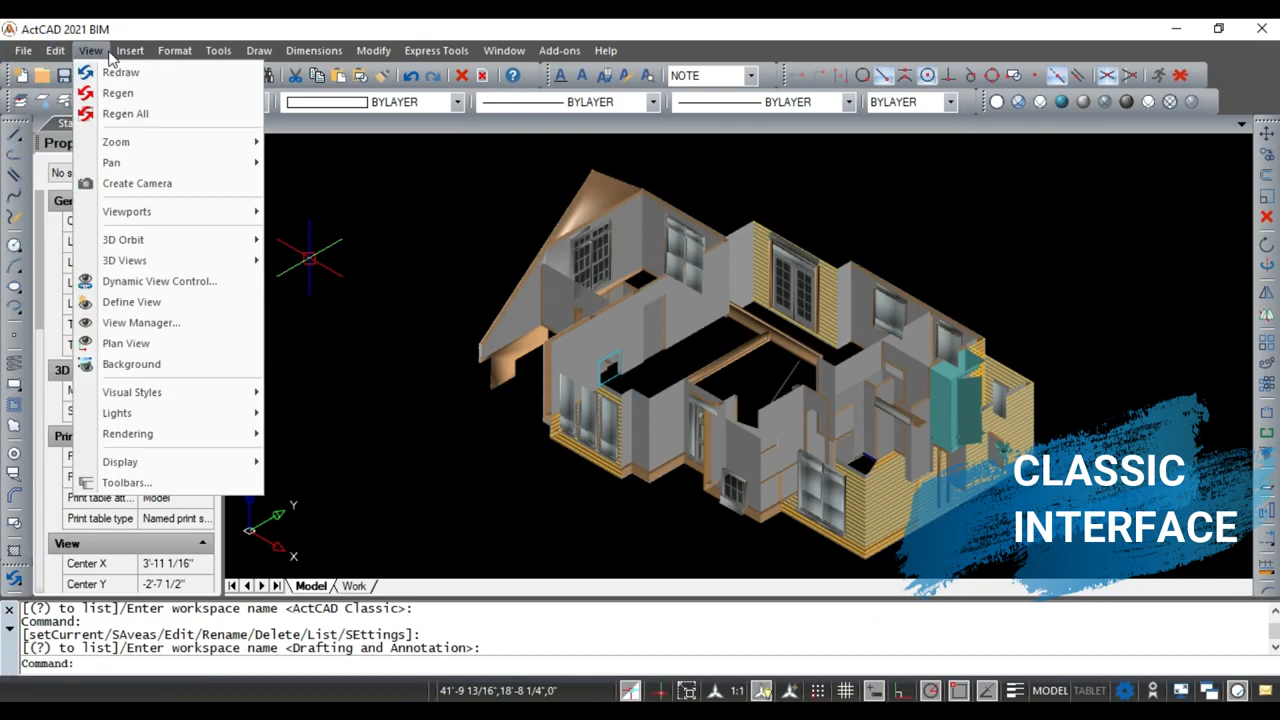 ActCAD 2021 BIM
File Edit View Insert Format Tools Draw Dimensions Modify Express Tools Window Add-ons Help
NOTE
BYLAYER BYLAYER BYLAYER BYLAYER
Redraw
Regen
Regen All
Zoom
Pan
Create Camera
Viewports
3D Orbit
3D Views
Dynamic View Control...
Define View
View Manager...
Plan View
Background
Visual Styles
Lights
Rendering
Display
Toolbars...
Print table att... Model
Print table type Named print s...
View
Center X 3'-11 1/16"
Center Y -2'-7 1/2"
Y
X
CLASSIC
INTERFACE
Model Work
[(?) to list]/Enter workspace name <ActCAD Classic>:
Command:
[setCurrent/SAveas/Edit/Rename/Delete/List/SEttings]:
[(?) to list]/Enter workspace name <Drafting and Annotation>:
Command:
41'-9 13/16",18'-8 1/4",0" 1:1 MODEL TABLET